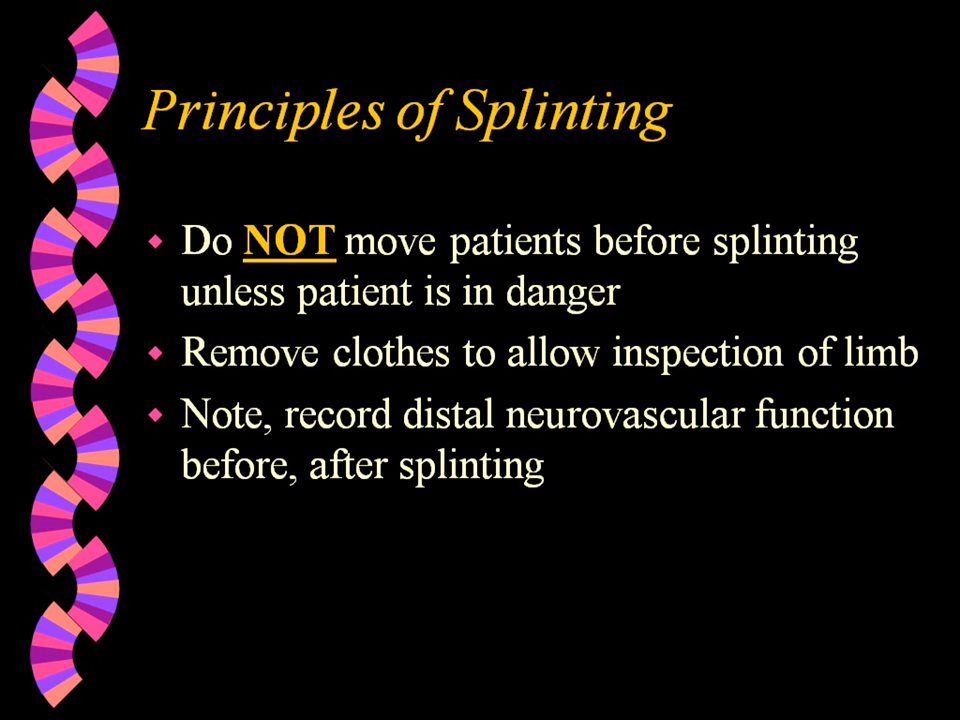 Principles of Splinting
Do NOT move patients before splinting
unless patient is in danger
Remove clothes to allow inspection of limb
Note, record distal neurovascular function
before, after splinting